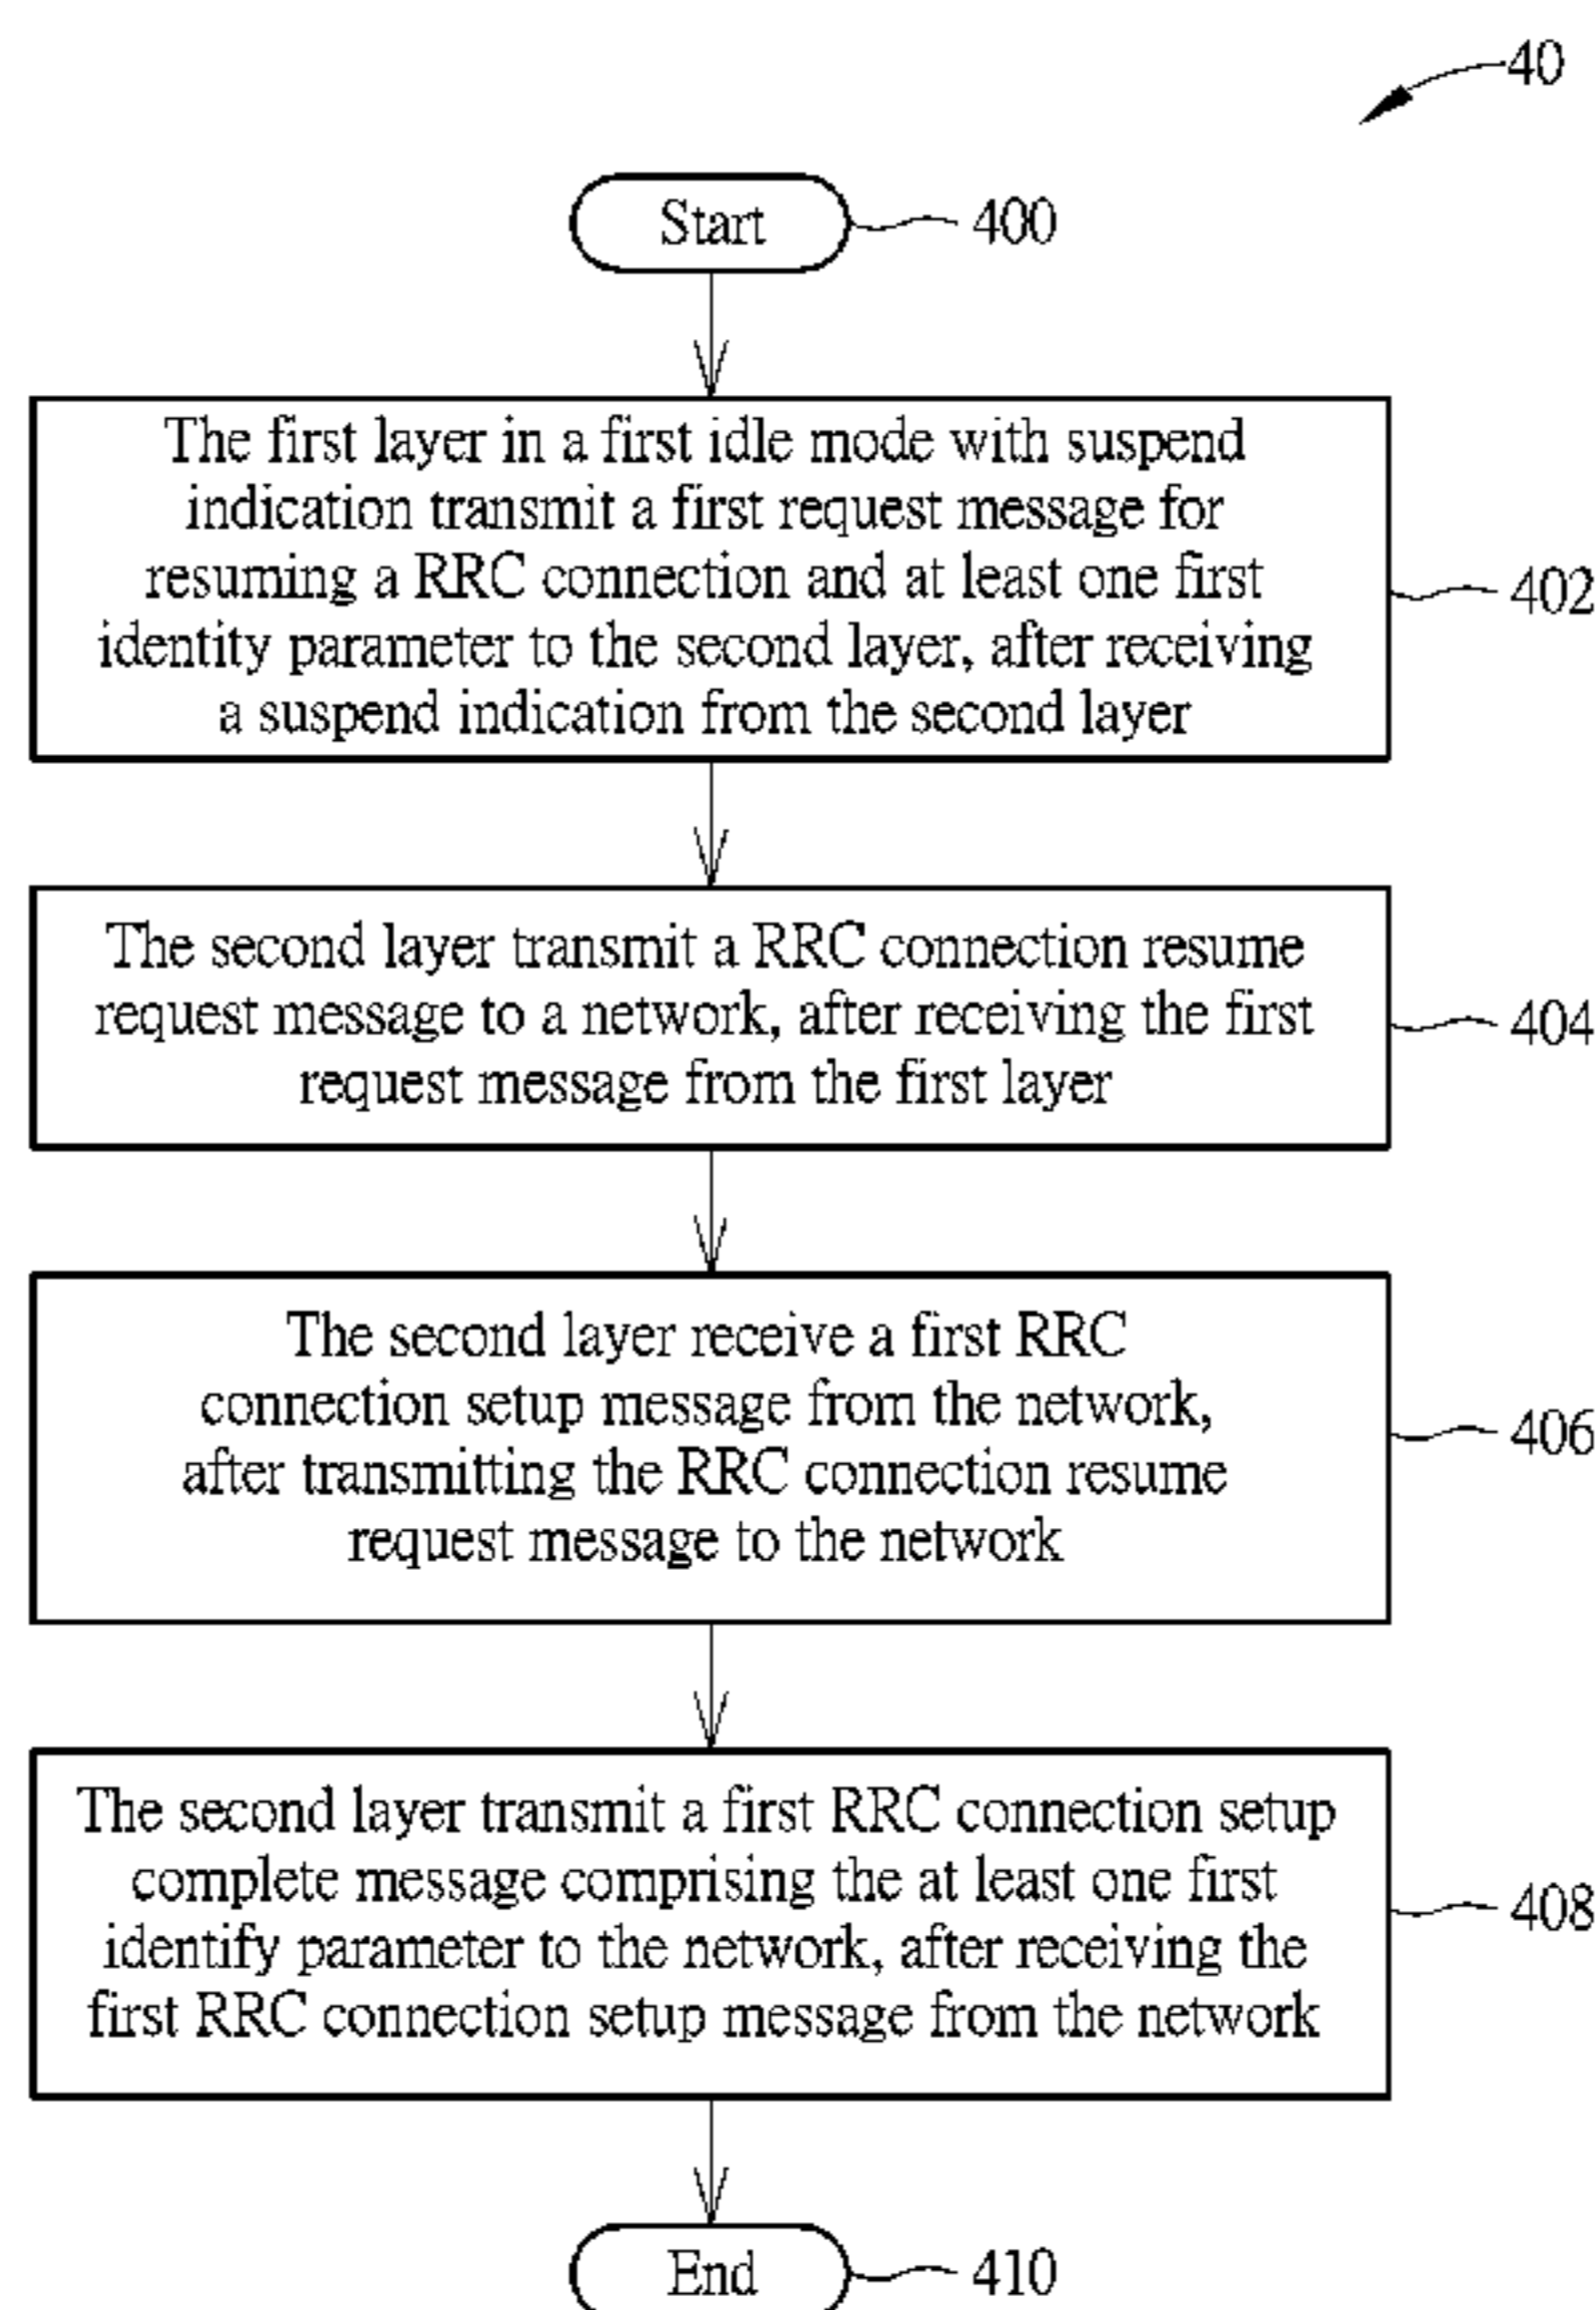 40
Start
400
The first layer in a first idle mode with suspend
indication transmit a first request message for
resuming a RRC connection and at least one first
identity parameter to the second layer, after receiving
a suspend indication from the second layer
402
The second layer transmit a RRC connection resume
request message to a network, after receiving the first
request message from the first layer
404
The second layer receive a first RRC
connection setup message from the network,
after transmitting the RRC connection resume
request message to the network
406
The second layer transmit a first RRC connection setup
complete message comprising the at least one first
identify parameter to the network, after receiving the
first RRC connection setup message from the network
408
End
410